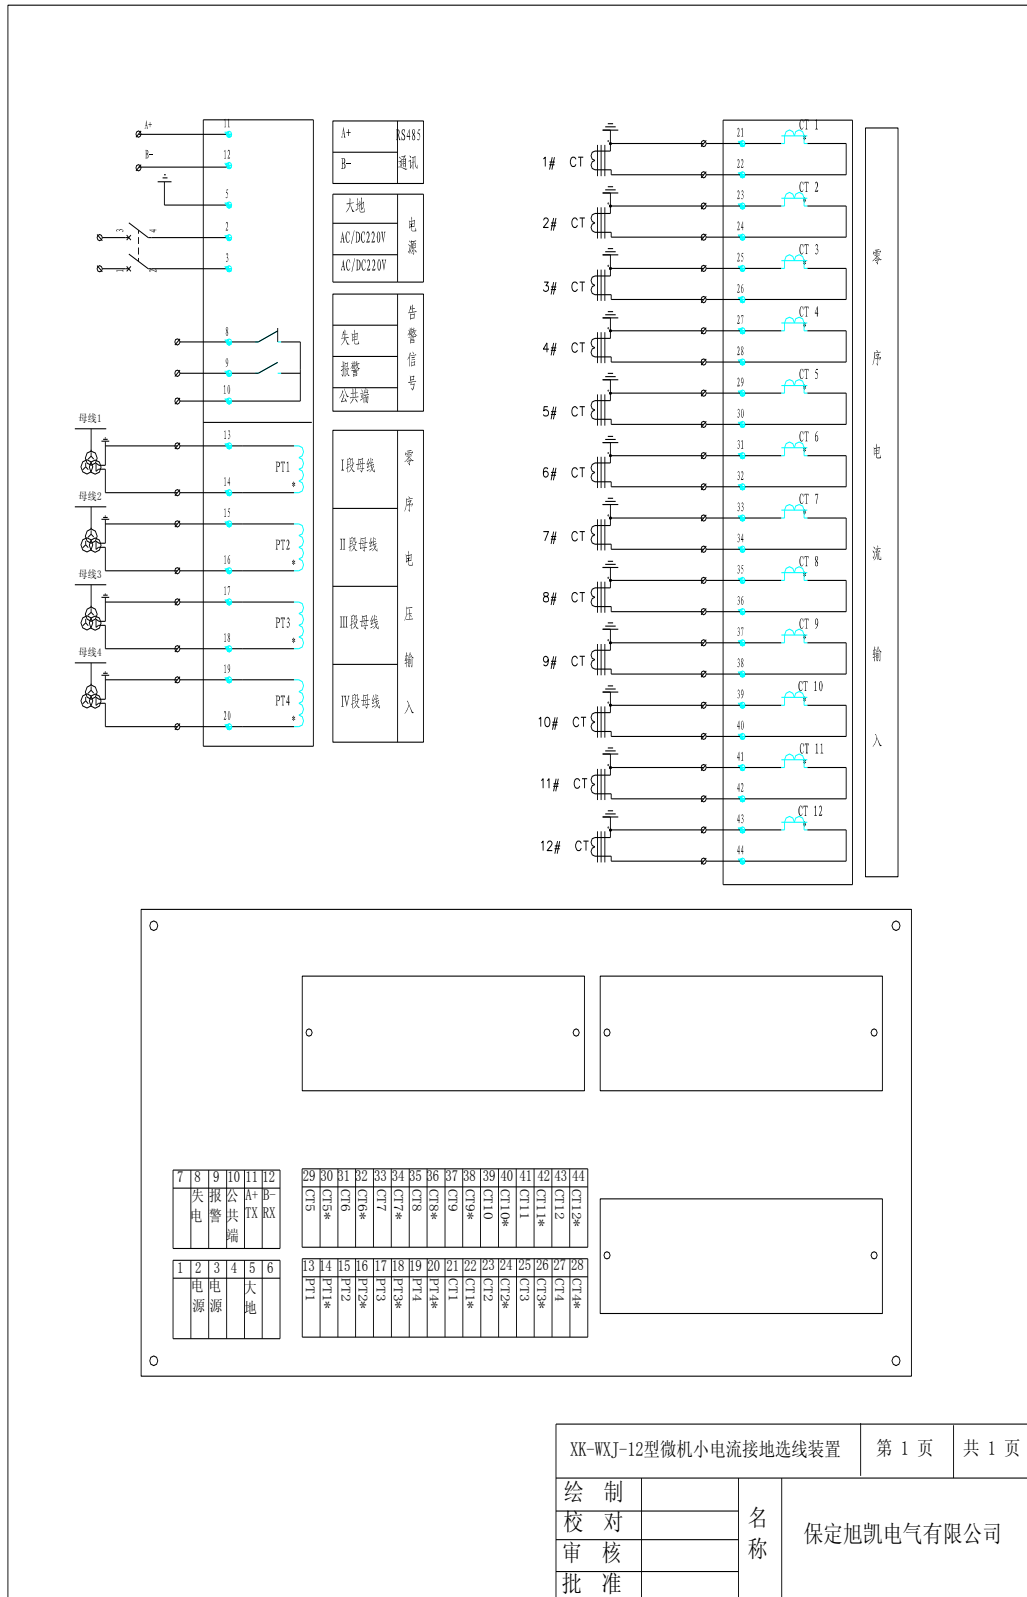 A+
11
B-
12
5
3 4
2
1 2
3
8
9
10
A+
RS485
B-
通讯
大地
AC/DC220V
AC/DC220V
电源
失电
报警
公共端
告警信号
母线1
13
PT1
*
14
母线2
15
PT2
16
*
母线3
17
PT3
18
*
母线4
19
PT4
20
*
I段母线
II段母线
III段母线
IV段母线
零序电压输入
1# CT
21
CT 1
22
2# CT
23
CT 2
24
3# CT
25
CT 3
26
4# CT
27
CT 4
28
5# CT
29
CT 5
30
6# CT
31
CT 6
32
7# CT
33
CT 7
34
8# CT
35
CT 8
36
9# CT
37
CT 9
38
10# CT
39
CT 10
40
11# CT
41
CT 11
42
12# CT
43
CT 12
44
零序电流输入
7 8 9 10 11 12
失电 报警 公共端 A+TX B-RX
29 30 31 32 33 34 35 36 37 38 39 40 41 42 43 44
CT5 CT5* CT6 CT6* CT7 CT7* CT8 CT8* CT9 CT9* CT10 CT10* CT11 CT11* CT12 CT12*
1 2 3 4 5 6
电源 电源 大地
13 14 15 16 17 18 19 20 21 22 23 24 25 26 27 28
PT1 PT1* PT2 PT2* PT3 PT3* PT4 PT4* CT1 CT1* CT2 CT2* CT3 CT3* CT4 CT4*
XK-WXJ-12型微机小电流接地选线装置
第 1 页
共 1 页
绘 制
校 对
审 核
批 准
名称
保定旭凯电气有限公司